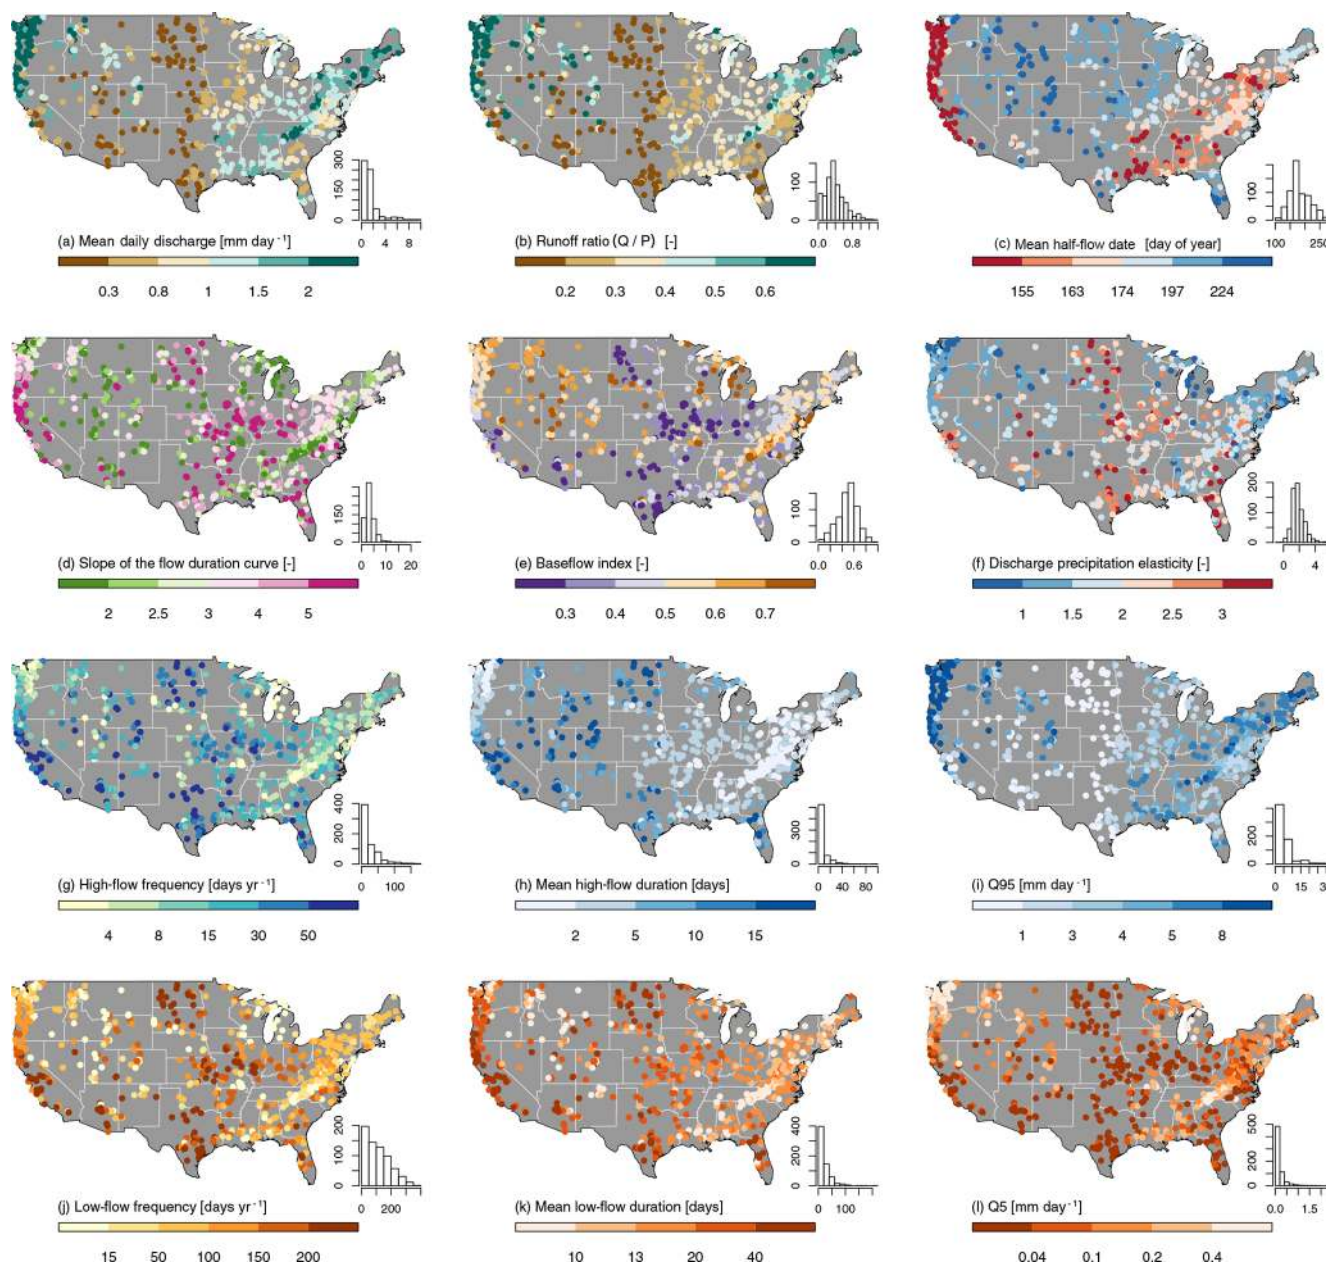 0 150 300
0 4 8
(a) Mean daily discharge [mm day⁻¹]
0.3 0.8 1 1.5 2
0 100
0.0 0.8
(b) Runoff ratio (Q / P) [-]
0.2 0.3 0.4 0.5 0.6
0 100
100 250
(c) Mean half-flow date [day of year]
155 163 174 197 224
0 150
0 10 20
(d) Slope of the flow duration curve [-]
2 2.5 3 4 5
0 100
0.0 0.6
(e) Baseflow index [-]
0.3 0.4 0.5 0.6 0.7
0 100 200
0 4
(f) Discharge precipitation elasticity [-]
1 1.5 2 2.5 3
0 200 400
0 100
(g) High-flow frequency [days yr⁻¹]
4 8 15 30 50
0 300
0 40 80
(h) Mean high-flow duration [days]
2 5 10 15
0 200
0 15
(i) Q95 [mm day⁻¹]
1 3 4 5 8
0 100 200
0 200
(j) Low-flow frequency [days yr⁻¹]
15 50 100 150 200
0 200 400
0 100
(k) Mean low-flow duration [days]
10 13 20 40
0 200 500
0.0 1.5
(l) Q5 [mm day⁻¹]
0.04 0.1 0.2 0.4